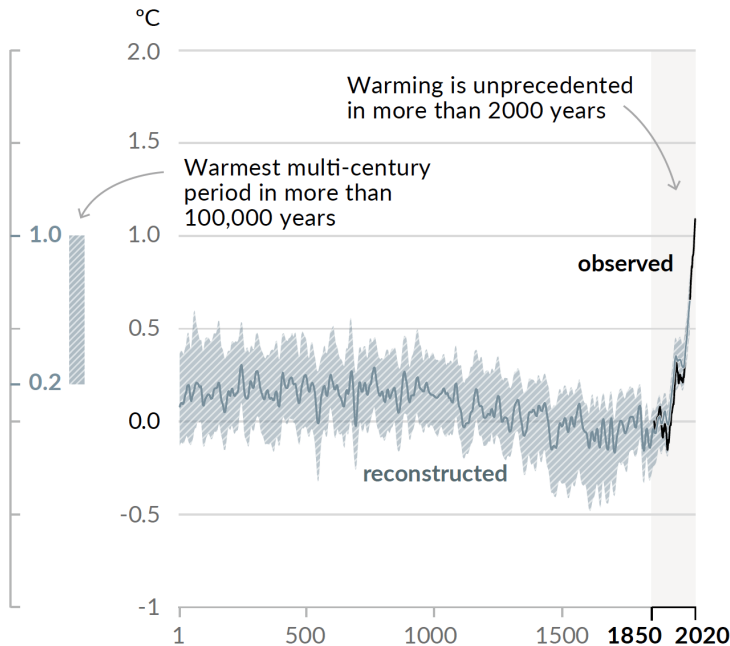 ºC
2.0
Warming is unprecedented
in more than 2000 years
1.5
Warmest multi-century
period in more than
100,000 years
1.0
1.0
observed
0.5
0.2
0.0
reconstructed
-0.5
-1
1 500 1000 1500 1850 2020